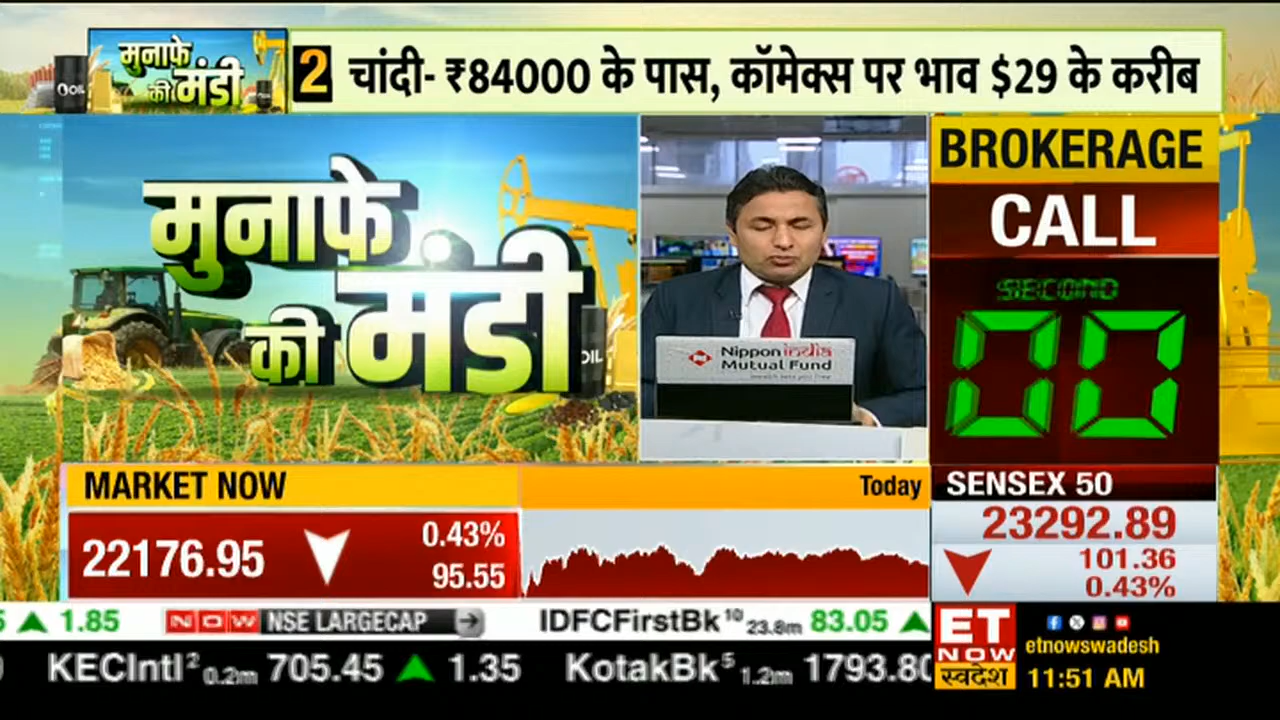 मुनाफे
की मंडी
OIL
2 चांदी- ₹84000 के पास, कॉमेक्स पर भाव $29 के करीब
मुनाफे
की मंडी
OIL
Nippon india
Mutual Fund
BROKERAGE
CALL
SECOND
00
MARKET NOW
Today
22176.95
0.43%
95.55
SENSEX 50
23292.89
101.36
0.43%
1.85 NOW NSE LARGECAP IDFCFirstBk 10 23.8m 83.05
KECIntl 2 0.2m 705.45 1.35 KotakBk 5 1.2m 1793.80
ET
NOW
स्वदेश
etnowswadesh
11:51 AM